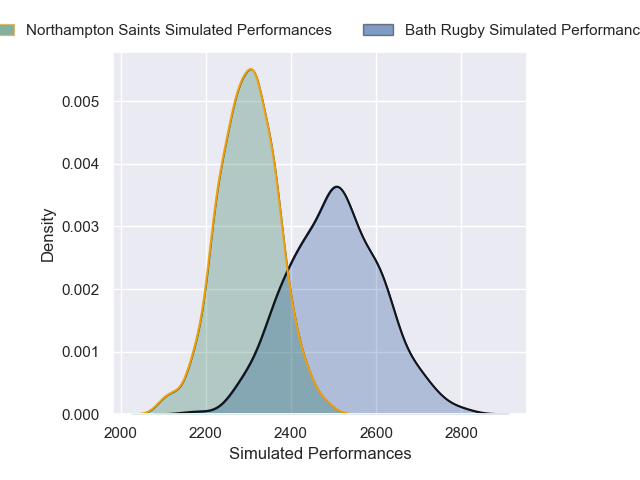 Northampton Saints Simulated Performances Bath Rugby Simulated Performanc
0.005
0.004
0.003
0.002
0.001
0.000
Density
2000 2200 2400 2600 2800
Simulated Performances